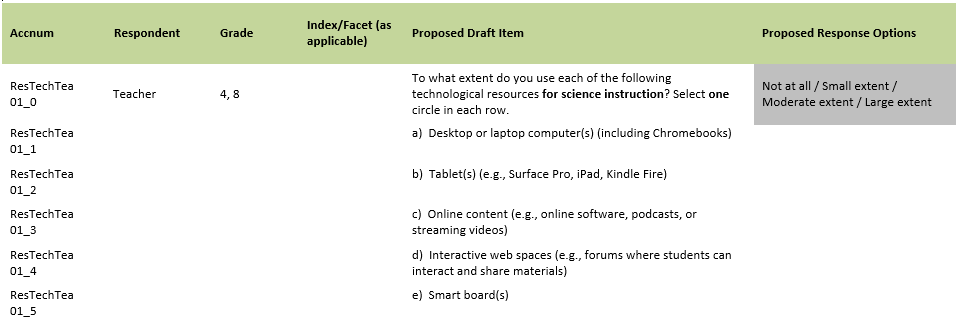 Accnum Respondent Grade Index/Facet (as applicable) Proposed Draft Item Proposed Response Options
ResTechTea
01_0
Teacher
4, 8
To what extent do you use each of the following
technological resources for science instruction? Select one
circle in each row.
Not at all / Small extent /
Moderate extent / Large extent
ResTechTea
01_1
a) Desktop or laptop computer(s) (including Chromebooks)
ResTechTea
01_2
b) Tablet(s) (e.g., Surface Pro, iPad, Kindle Fire)
ResTechTea
01_3
c) Online content (e.g., online software, podcasts, or
streaming videos)
ResTechTea
01_4
d) Interactive web spaces (e.g., forums where students can
interact and share materials)
ResTechTea
01_5
e) Smart board(s)